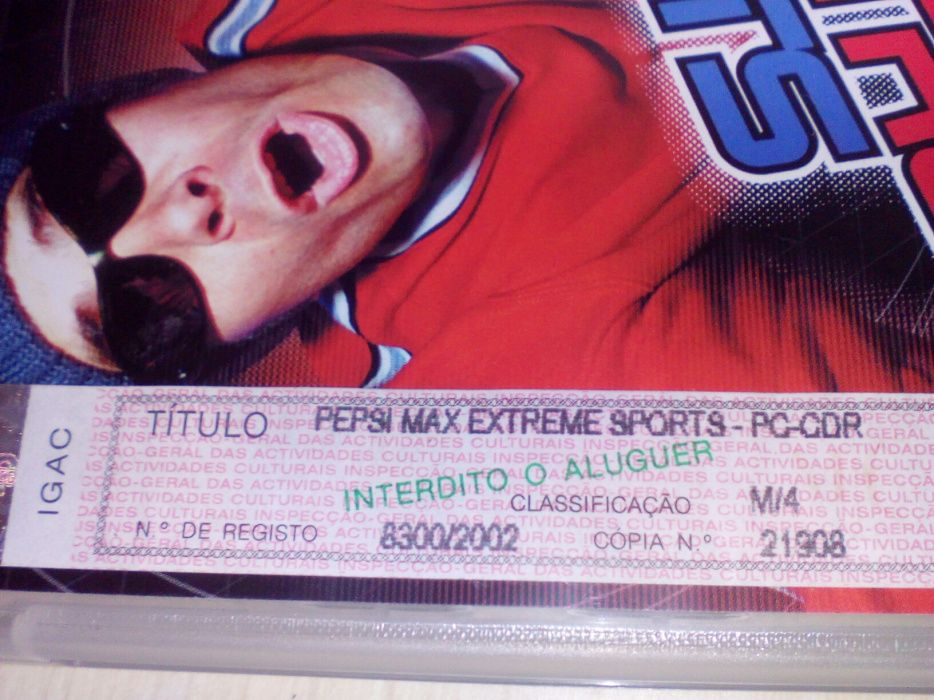 IGAC
TÍTULO PEPSI MAX EXTREME SPORTS - PC-CDR
INTERDITO O ALUGUER
CLASSIFICAÇÃO M/4
N.º DE REGISTO 8300/2002 CÓPIA N.º 21908
INSPECÇÃO-GERAL DAS ACTIVIDADES CULTURAIS